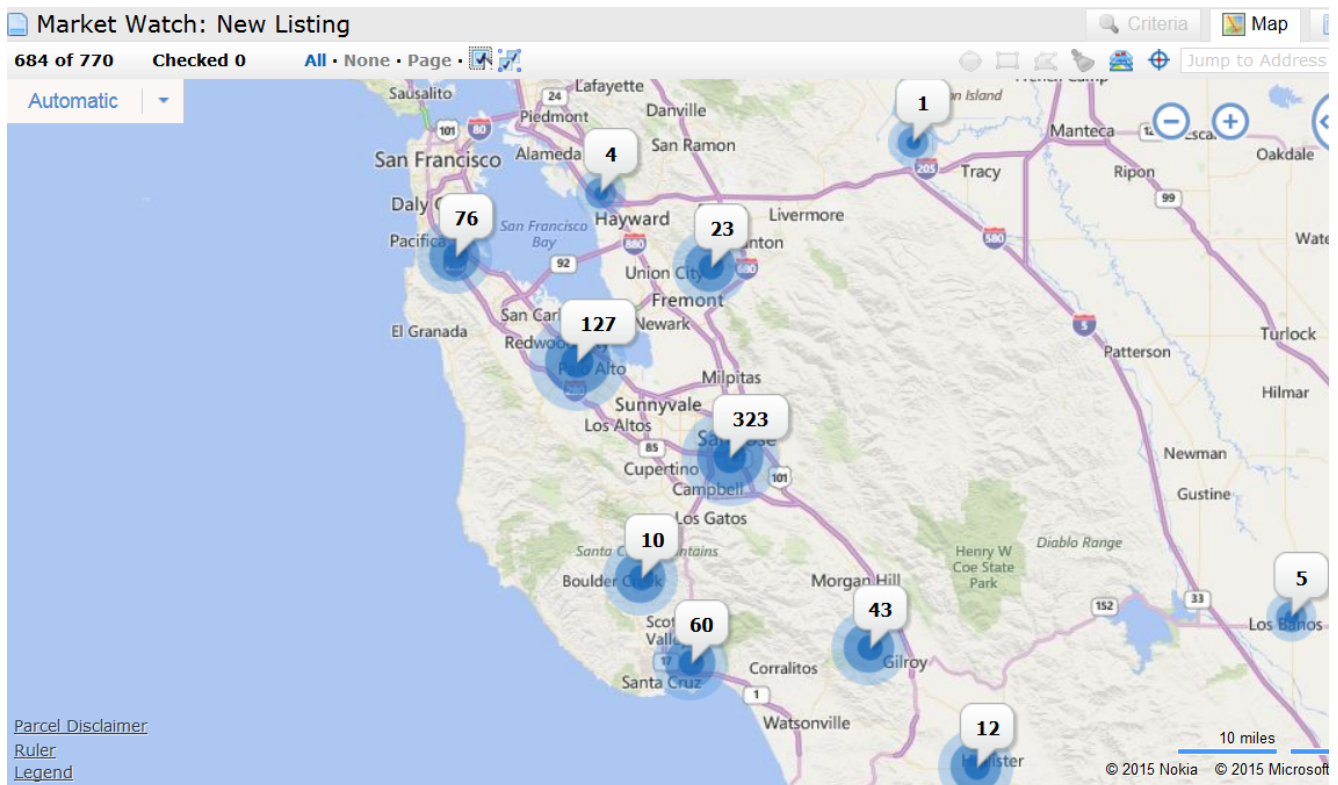 Market Watch: New Listing
Criteria
Map
684 of 770 Checked 0 All · None · Page ·
Jump to Address
Automatic
Sausalito
24
Lafayette
Piedmont
Danville
101
80
San Francisco
Alameda
San Ramon
4
1
Island
Manteca
Oakdale
Tracy
Ripon
205
99
Daly
76
Pacifica
San Francisco
Bay
Hayward
880
23
Livermore
580
92
Union City
680
Fremont
El Granada
127
Newark
Redwood
Palo Alto
280
5
Turlock
Patterson
Milpitas
Hilmar
Sunnyvale
Los Altos
323
San Jose
85
Cupertino
101
Campbell
Newman
Los Gatos
Gustine
10
Boulder Creek
Henry W
Coe State
Park
Diablo Range
Morgan Hill
43
Gilroy
152
33
5
Los Banos
60
17
Santa Cruz
Corralitos
1
Watsonville
12
Parcel Disclaimer
Ruler
Legend
10 miles
© 2015 Nokia © 2015 Microsoft